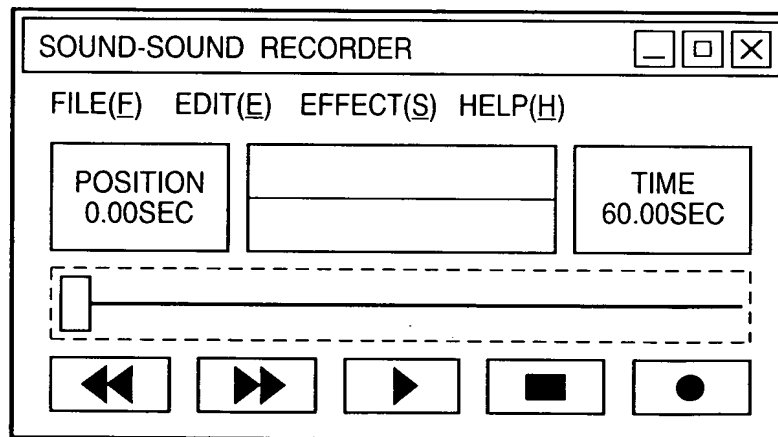 SOUND-SOUND RECORDER
FILE(F) EDIT(E) EFFECT(S) HELP(H)
POSITION
0.00SEC
TIME
60.00SEC